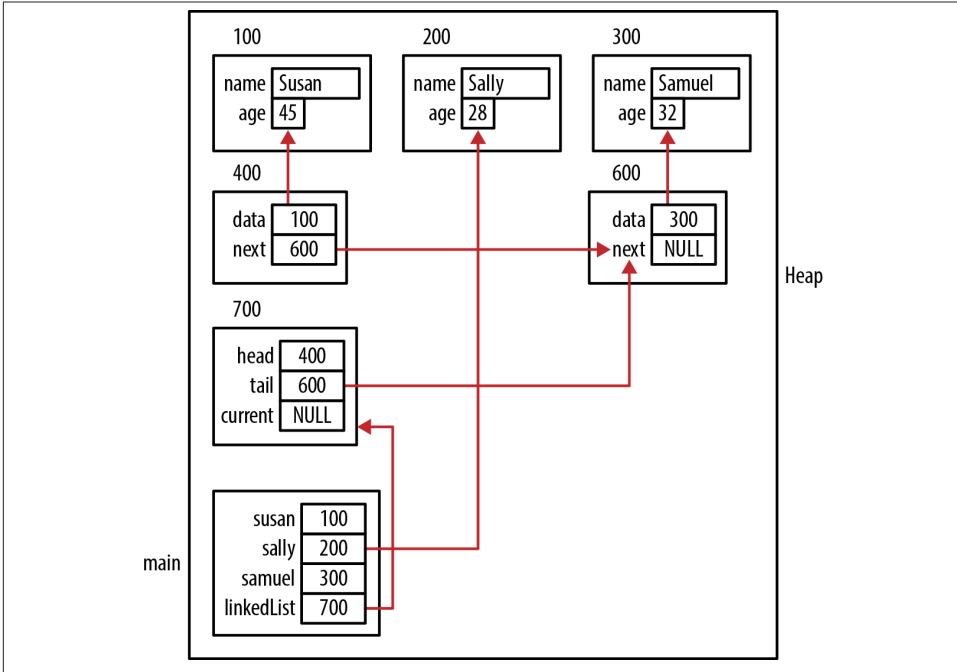 100
200
300
name Susan
age 45
name Sally
age 28
name Samuel
age 32
400
600
data 100
next 600
data 300
next NULL
Heap
700
head 400
tail 600
current NULL
main
susan 100
sally 200
samuel 300
linkedList 700